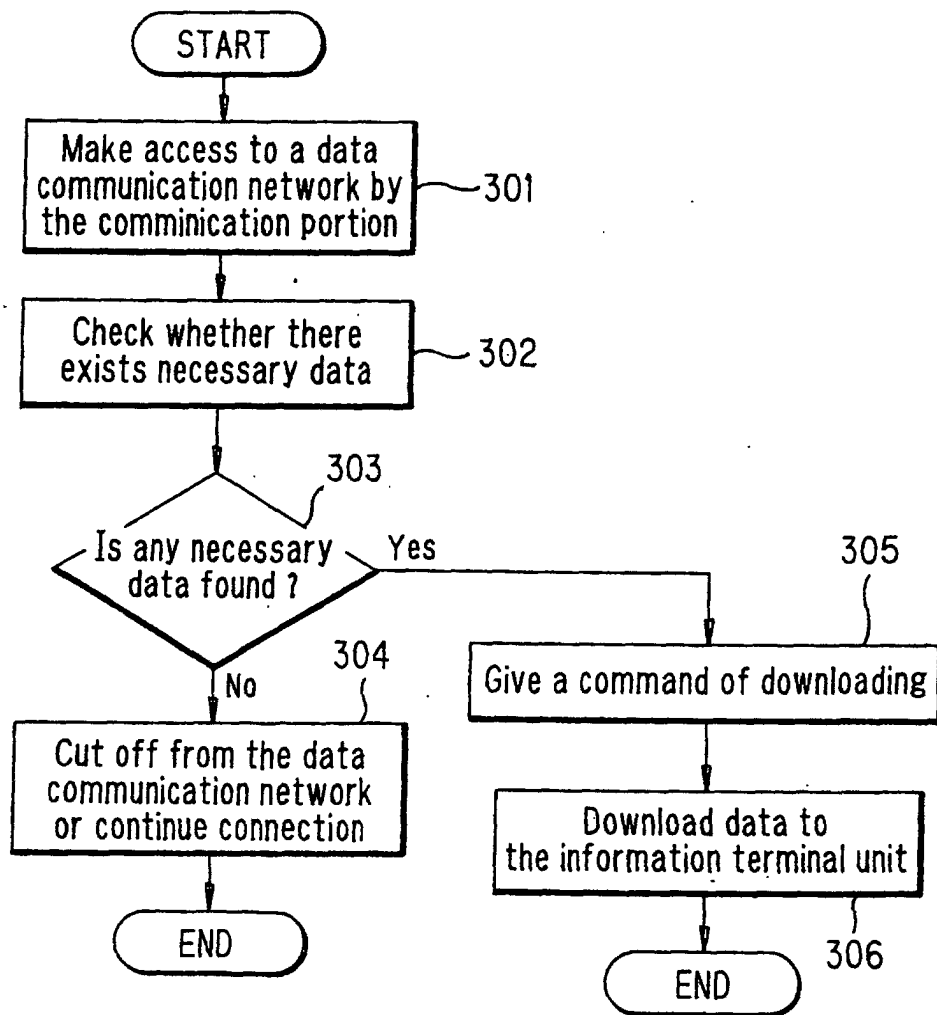 START
Make access to a data
communication network by
the comminication portion
301
Check whether there
exists necessary data
302
303
Is any necessary
data found ?
Yes
No
304
Cut off from the data
communication network
or continue connection
END
305
Give a command of downloading
Download data to
the information terminal unit
306
END